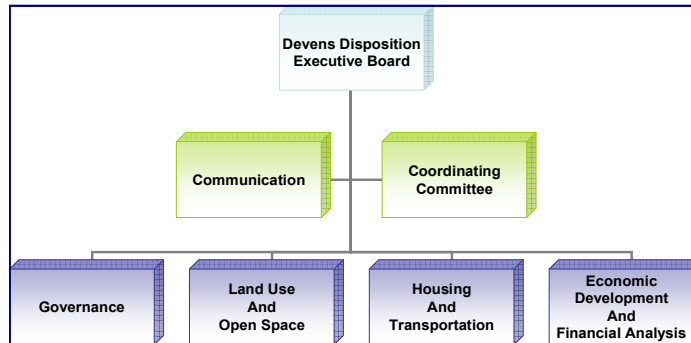 Devens Disposition
Executive Board
Communication
Coordinating
Committee
Governance
Land Use
And
Open Space
Housing
And
Transportation
Economic
Development
And
Financial Analysis